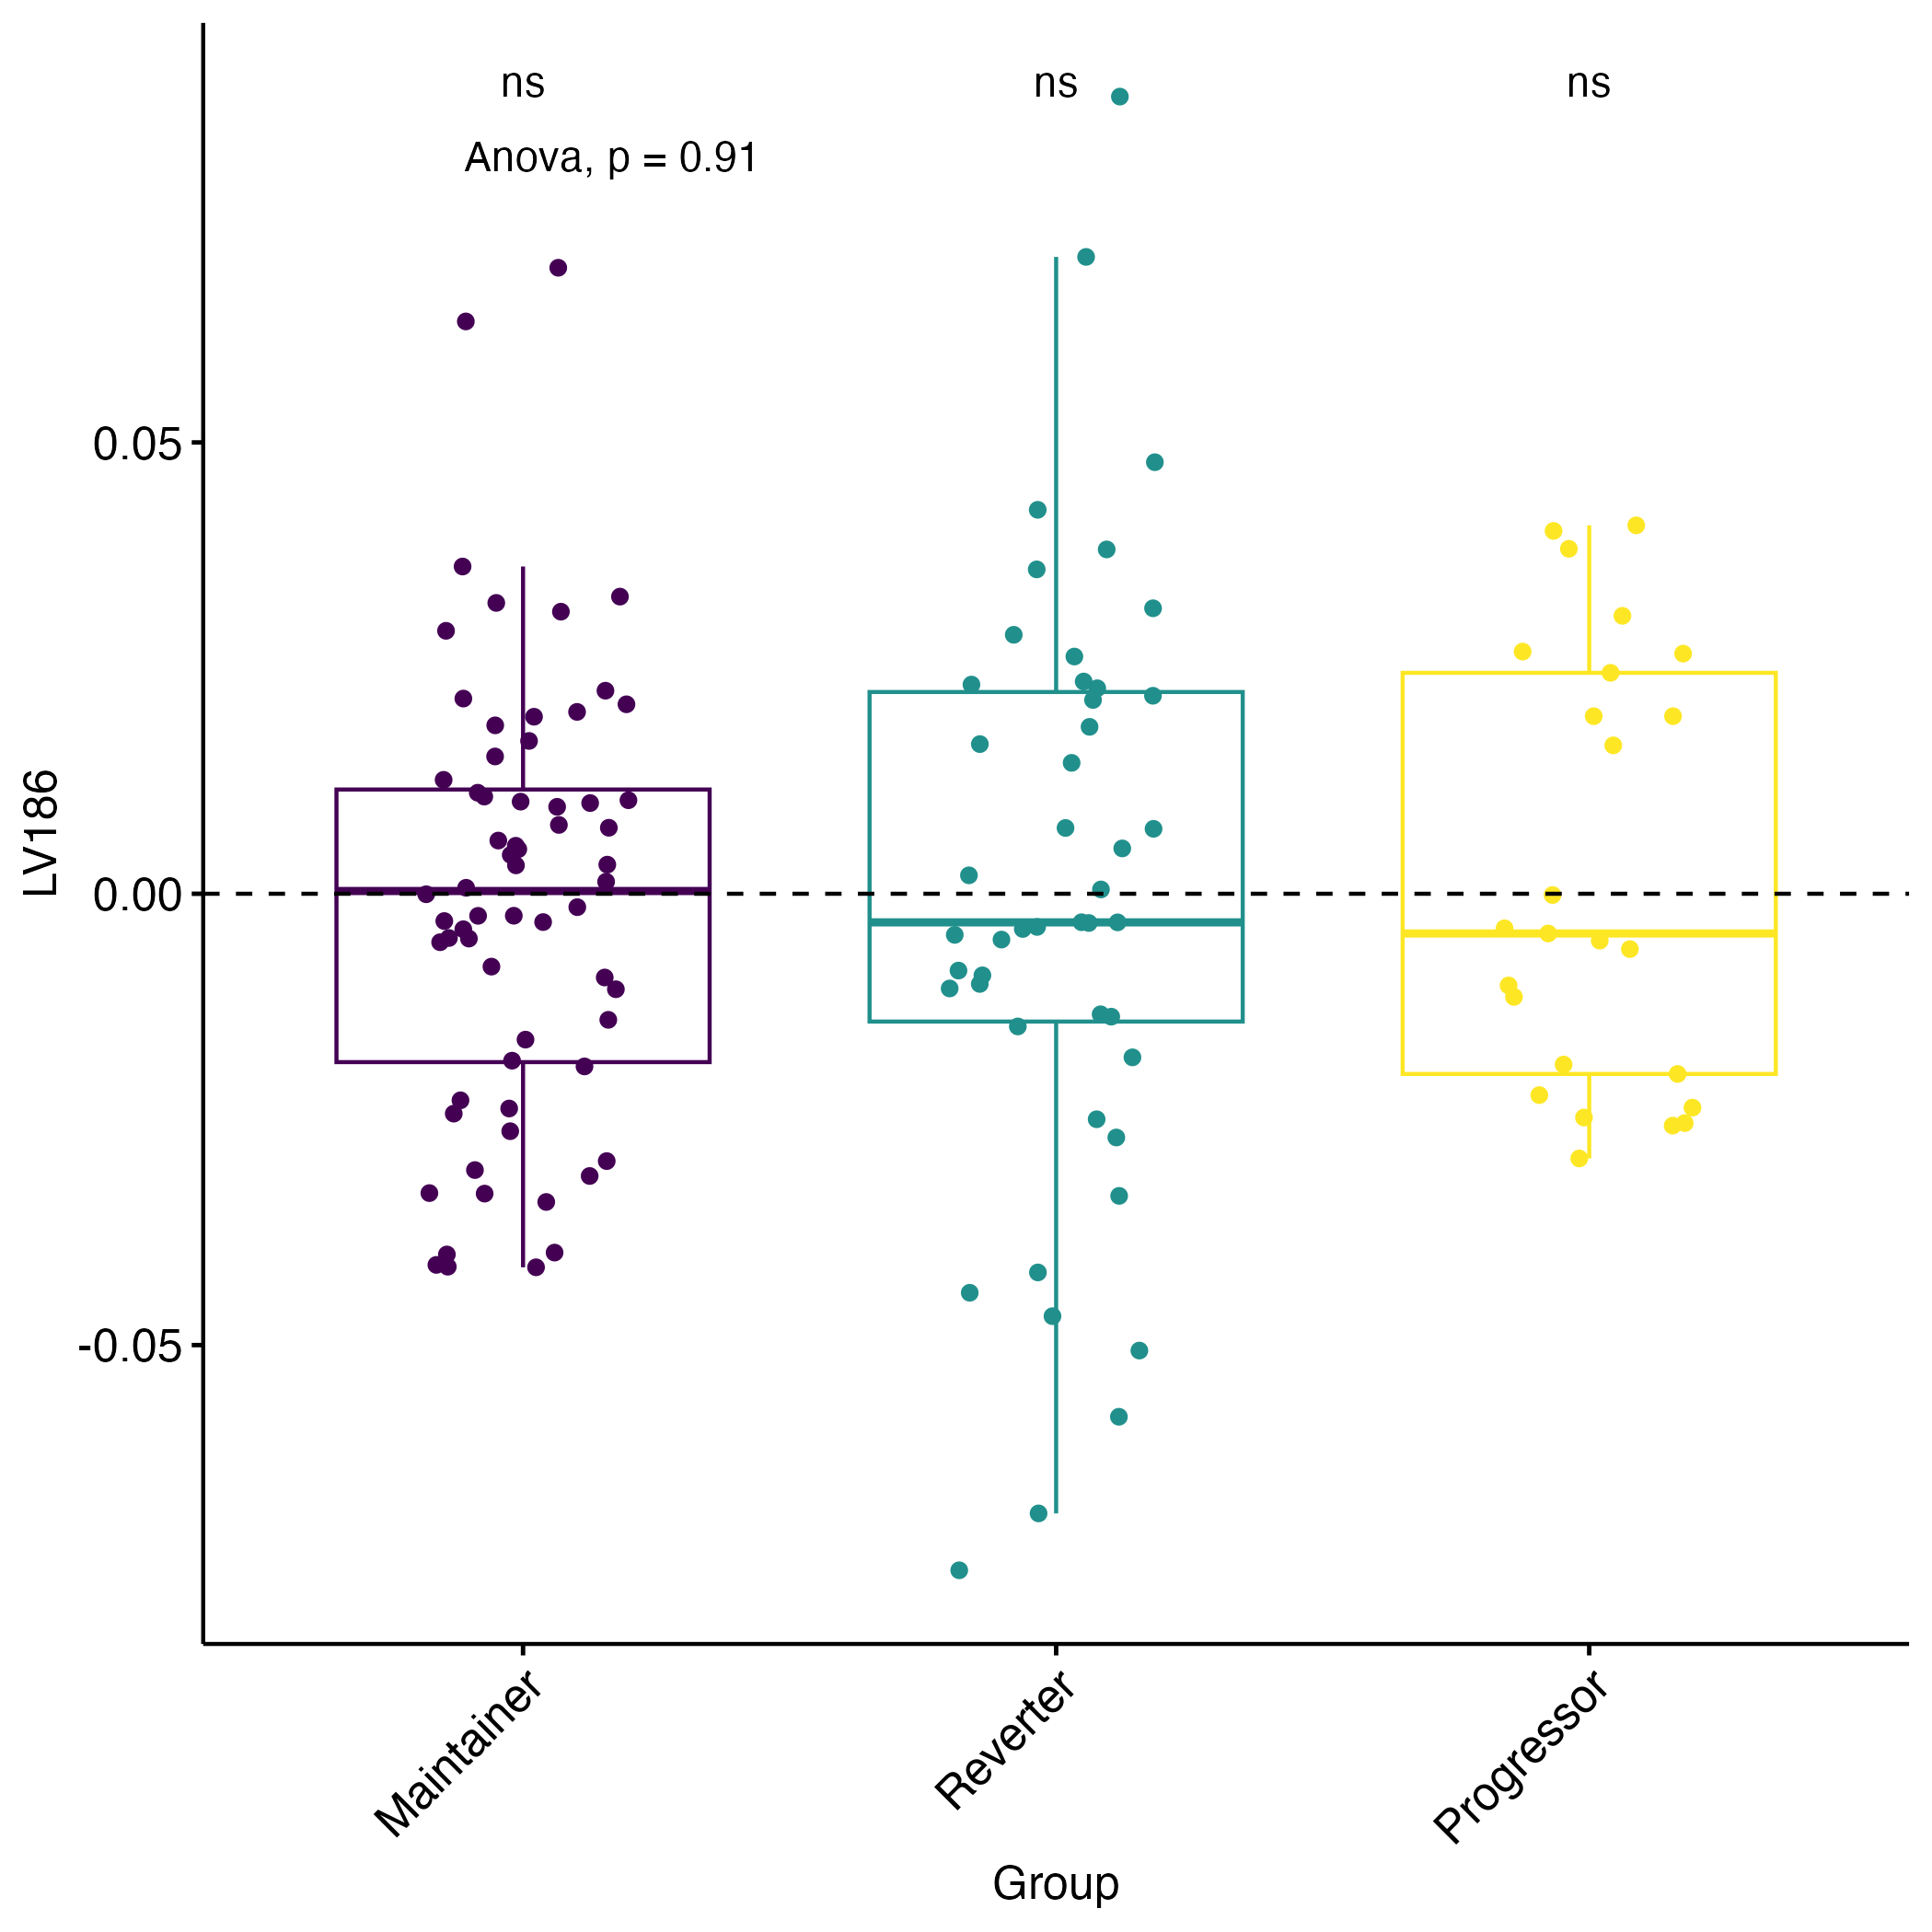 ns ns ns
Anova, p = 0.91
0.05
0.00
-0.05
LV186
Maintainer Reverter Progressor
Group